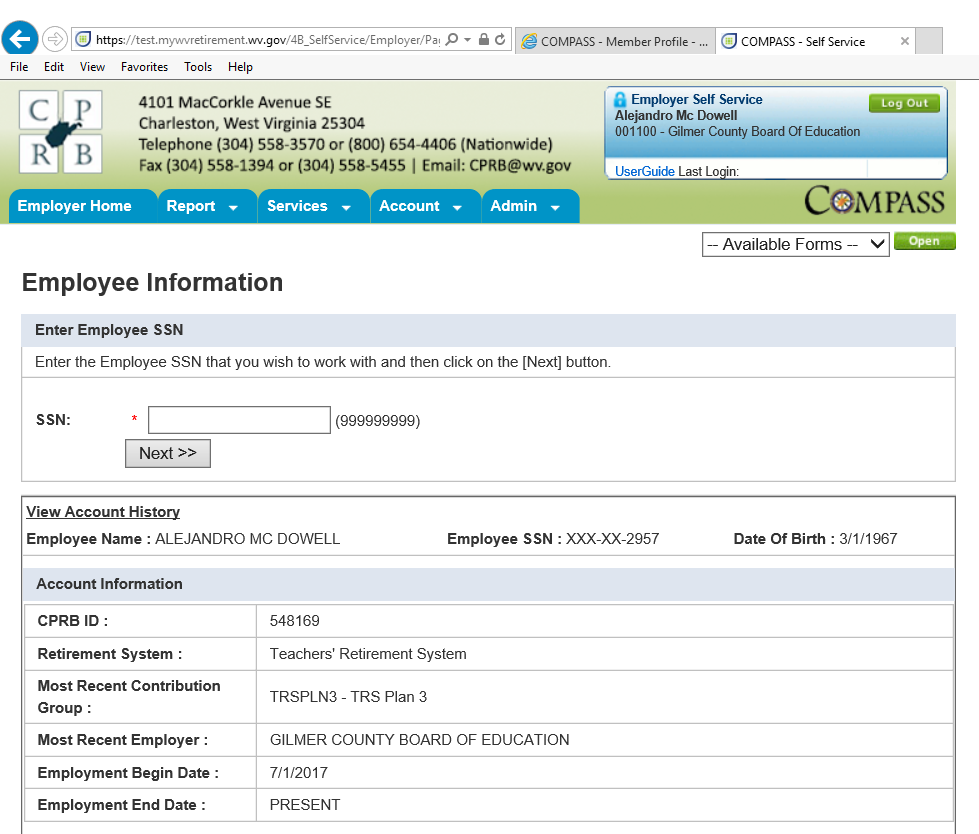 https://test.mywvretirement.wv.gov/4B_SelfService/Employer/Pa
COMPASS - Member Profile - ...
COMPASS - Self Service
File Edit View Favorites Tools Help
C P
R B
4101 MacCorkle Avenue SE
Charleston, West Virginia 25304
Telephone (304) 558-3570 or (800) 654-4406 (Nationwide)
Fax (304) 558-1394 or (304) 558-5455 | Email: CPRB@wv.gov
Employer Self Service
Log Out
Alejandro Mc Dowell
001100 - Gilmer County Board Of Education
UserGuide Last Login:
Employer Home Report Services Account Admin
COMPASS
-- Available Forms -- Open
Employee Information
Enter Employee SSN
Enter the Employee SSN that you wish to work with and then click on the [Next] button.
SSN: * (999999999)
Next >>
View Account History
Employee Name : ALEJANDRO MC DOWELL Employee SSN : XXX-XX-2957 Date Of Birth : 3/1/1967
Account Information
CPRB ID : 548169
Retirement System : Teachers' Retirement System
Most Recent Contribution
Group : TRSPLN3 - TRS Plan 3
Most Recent Employer : GILMER COUNTY BOARD OF EDUCATION
Employment Begin Date : 7/1/2017
Employment End Date : PRESENT